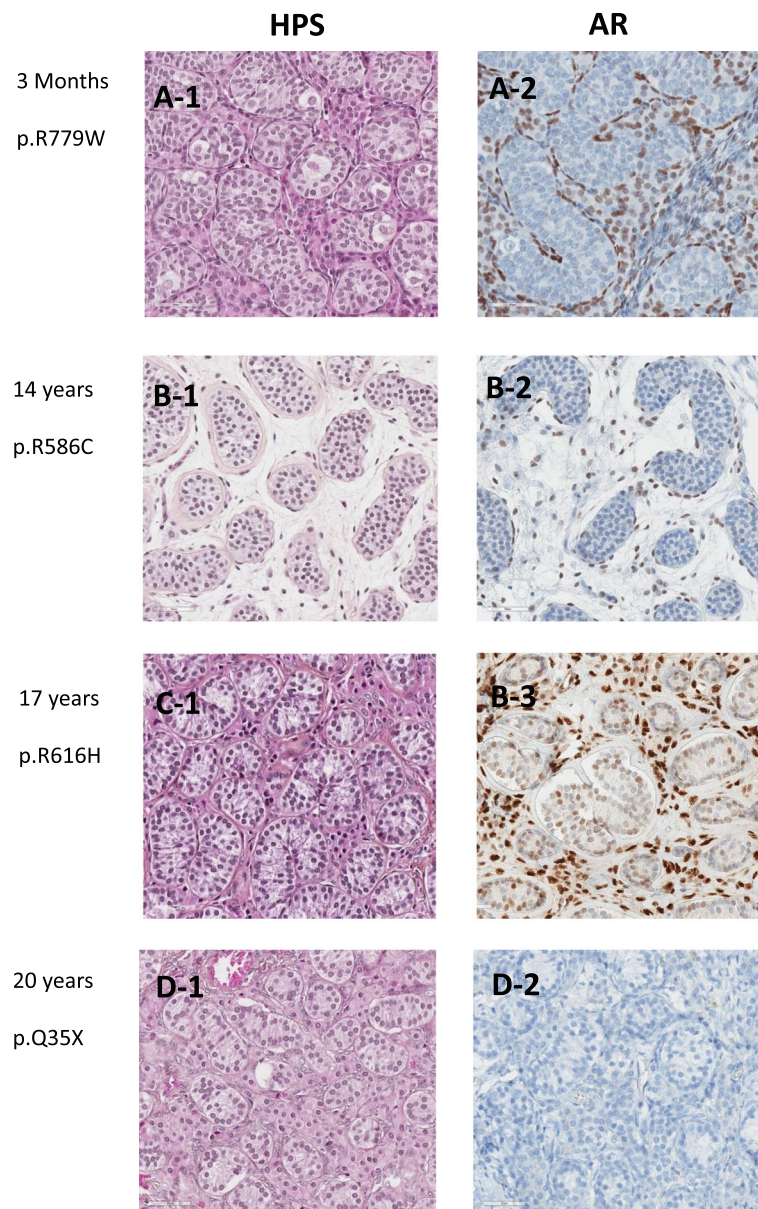 HPS AR
3 Months
p.R779W
A-1 A-2
14 years
p.R586C
B-1 B-2
17 years
p.R616H
C-1 B-3
20 years
p.Q35X
D-1 D-2